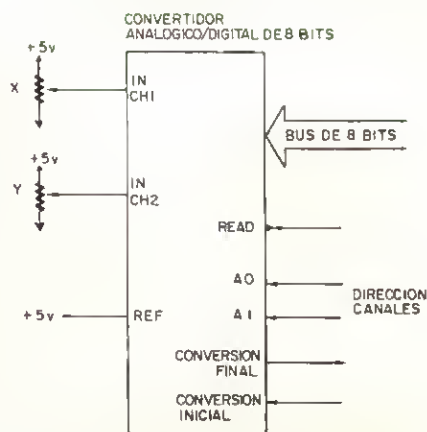 CONVERTIDOR
ANALOGICO/DIGITAL DE 8 BITS
+5v
X
IN
CH1
BUS DE 8 BITS
+5v
Y
IN
CH2
READ
A0
DIRECCION
CANALES
+5v
REF
A1
CONVERSION
FINAL
CONVERSION
INICIAL